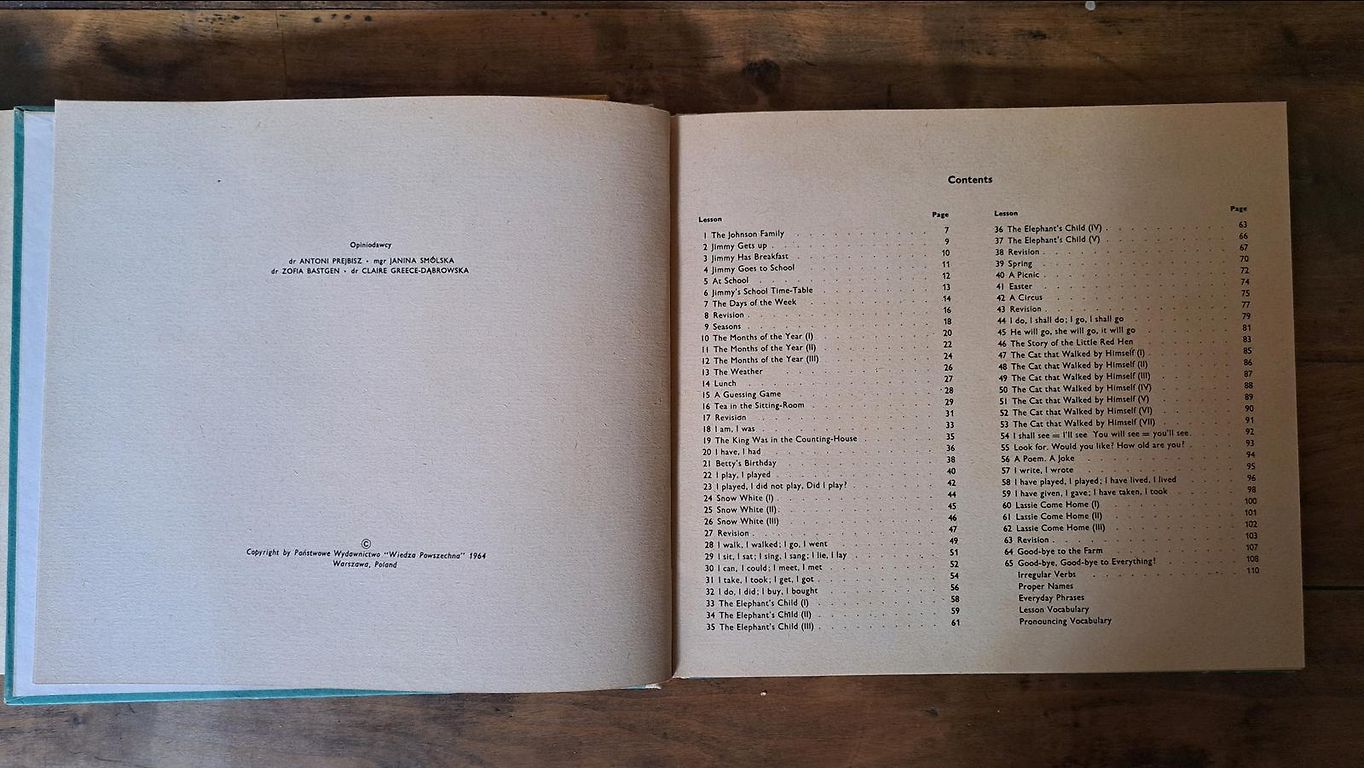 Opiniodawcy
dr ANTONI PREJBISZ • mgr JANINA SMÓLSKA
dr ZOFIA BASTGEN • dr CLAIRE GREECE-DĄBROWSKA
©
Copyright by Państwowe Wydawnictwo "Wiedza Powszechna" 1964
Warszawa, Poland
Contents
Lesson Page
1 The Johnson Family 7
2 Jimmy Gets up 9
3 Jimmy Has Breakfast 10
4 Jimmy Goes to School 11
5 At School 12
6 Jimmy's School Time-Table 13
7 The Days of the Week 14
8 Revision 16
9 Seasons 18
10 The Months of the Year (I) 20
11 The Months of the Year (II) 22
12 The Months of the Year (III) 24
13 The Weather 26
14 Lunch 27
15 A Guessing Game 28
16 Tea in the Sitting-Room 29
17 Revision 31
18 I am, I was 33
19 The King Was in the Counting-House 35
20 I have, I had 36
21 Betty's Birthday 38
22 I play, I played 40
23 I played, I did not play, Did I play? 42
24 Snow White (I) 44
25 Snow White (II) 45
26 Snow White (III) 46
27 Revision 47
28 I walk, I walked; I go, I went 49
29 I sit, I sat; I sing, I sang; I lie, I lay 51
30 I can, I could; I meet, I met 52
31 I take, I took; I get, I got 54
32 I do, I did; I buy, I bought 56
33 The Elephant's Child (I) 58
34 The Elephant's Child (II) 59
35 The Elephant's Child (III) 61
Lesson Page
36 The Elephant's Child (IV) 63
37 The Elephant's Child (V) 66
38 Revision 67
39 Spring 70
40 A Picnic 72
41 Easter 74
42 A Circus 75
43 Revision 77
44 I do, I shall do; I go, I shall go 79
45 He will go, she will go, it will go 81
46 The Story of the Little Red Hen 83
47 The Cat that Walked by Himself (I) 85
48 The Cat that Walked by Himself (II) 86
49 The Cat that Walked by Himself (III) 87
50 The Cat that Walked by Himself (IV) 88
51 The Cat that Walked by Himself (V) 89
52 The Cat that Walked by Himself (VI) 90
53 The Cat that Walked by Himself (VII) 91
54 I shall see = I'll see You will see = you'll see 92
55 Look for. Would you like? How old are you? 93
56 A Poem. A Joke 94
57 I write, I wrote 95
58 I have played, I played; I have lived, I lived 96
59 I have given, I gave; I have taken, I took 98
60 Lassie Come Home (I) 100
61 Lassie Come Home (II) 101
62 Lassie Come Home (III) 102
63 Revision 103
64 Good-bye to the Farm 107
65 Good-bye, Good-bye to Everything! 108
Irregular Verbs 110
Proper Names
Everyday Phrases
Lesson Vocabulary
Pronouncing Vocabulary